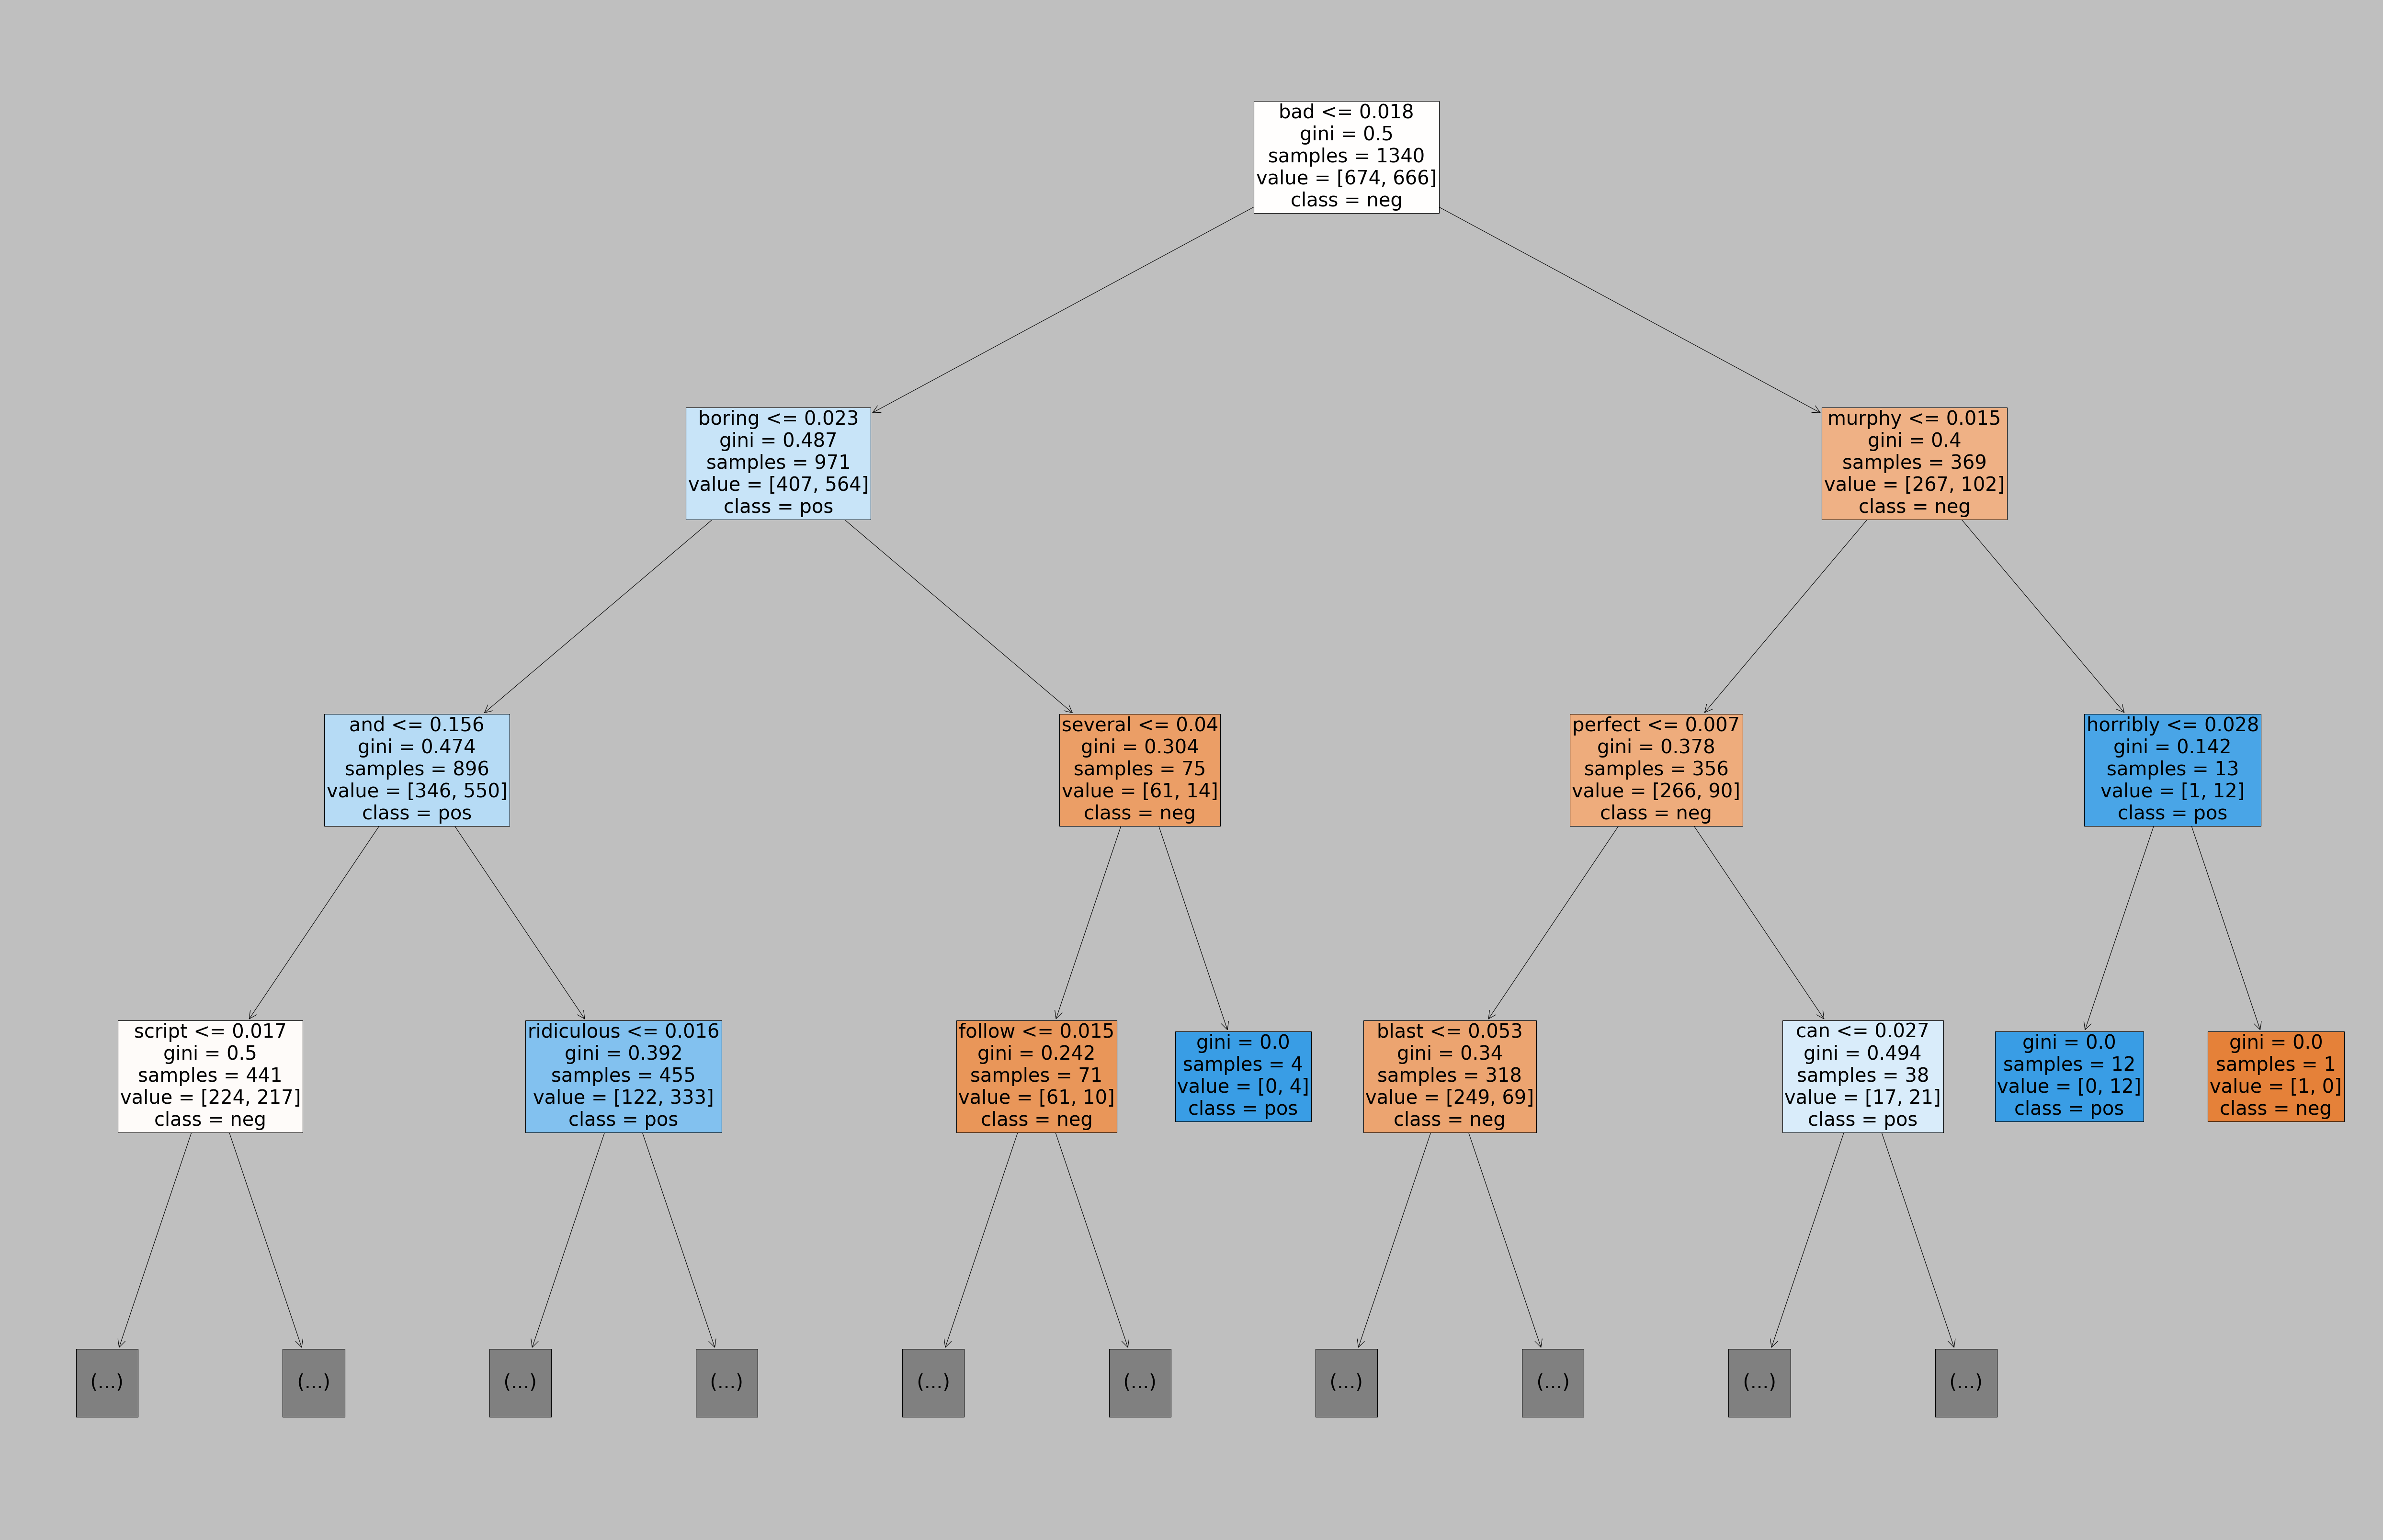 bad <= 0.018
gini = 0.5
samples = 1340
value = [674, 666]
class = neg
boring <= 0.023
gini = 0.487
samples = 971
value = [407, 564]
class = pos
murphy <= 0.015
gini = 0.4
samples = 369
value = [267, 102]
class = neg
and <= 0.156
gini = 0.474
samples = 896
value = [346, 550]
class = pos
several <= 0.04
gini = 0.304
samples = 75
value = [61, 14]
class = neg
perfect <= 0.007
gini = 0.378
samples = 356
value = [266, 90]
class = neg
horribly <= 0.028
gini = 0.142
samples = 13
value = [1, 12]
class = pos
script <= 0.017
gini = 0.5
samples = 441
value = [224, 217]
class = neg
ridiculous <= 0.016
gini = 0.392
samples = 455
value = [122, 333]
class = pos
follow <= 0.015
gini = 0.242
samples = 71
value = [61, 10]
class = neg
gini = 0.0
samples = 4
value = [0, 4]
class = pos
blast <= 0.053
gini = 0.34
samples = 318
value = [249, 69]
class = neg
can <= 0.027
gini = 0.494
samples = 38
value = [17, 21]
class = pos
gini = 0.0
samples = 12
value = [0, 12]
class = pos
gini = 0.0
samples = 1
value = [1, 0]
class = neg
(...)
(...)
(...)
(...)
(...)
(...)
(...)
(...)
(...)
(...)